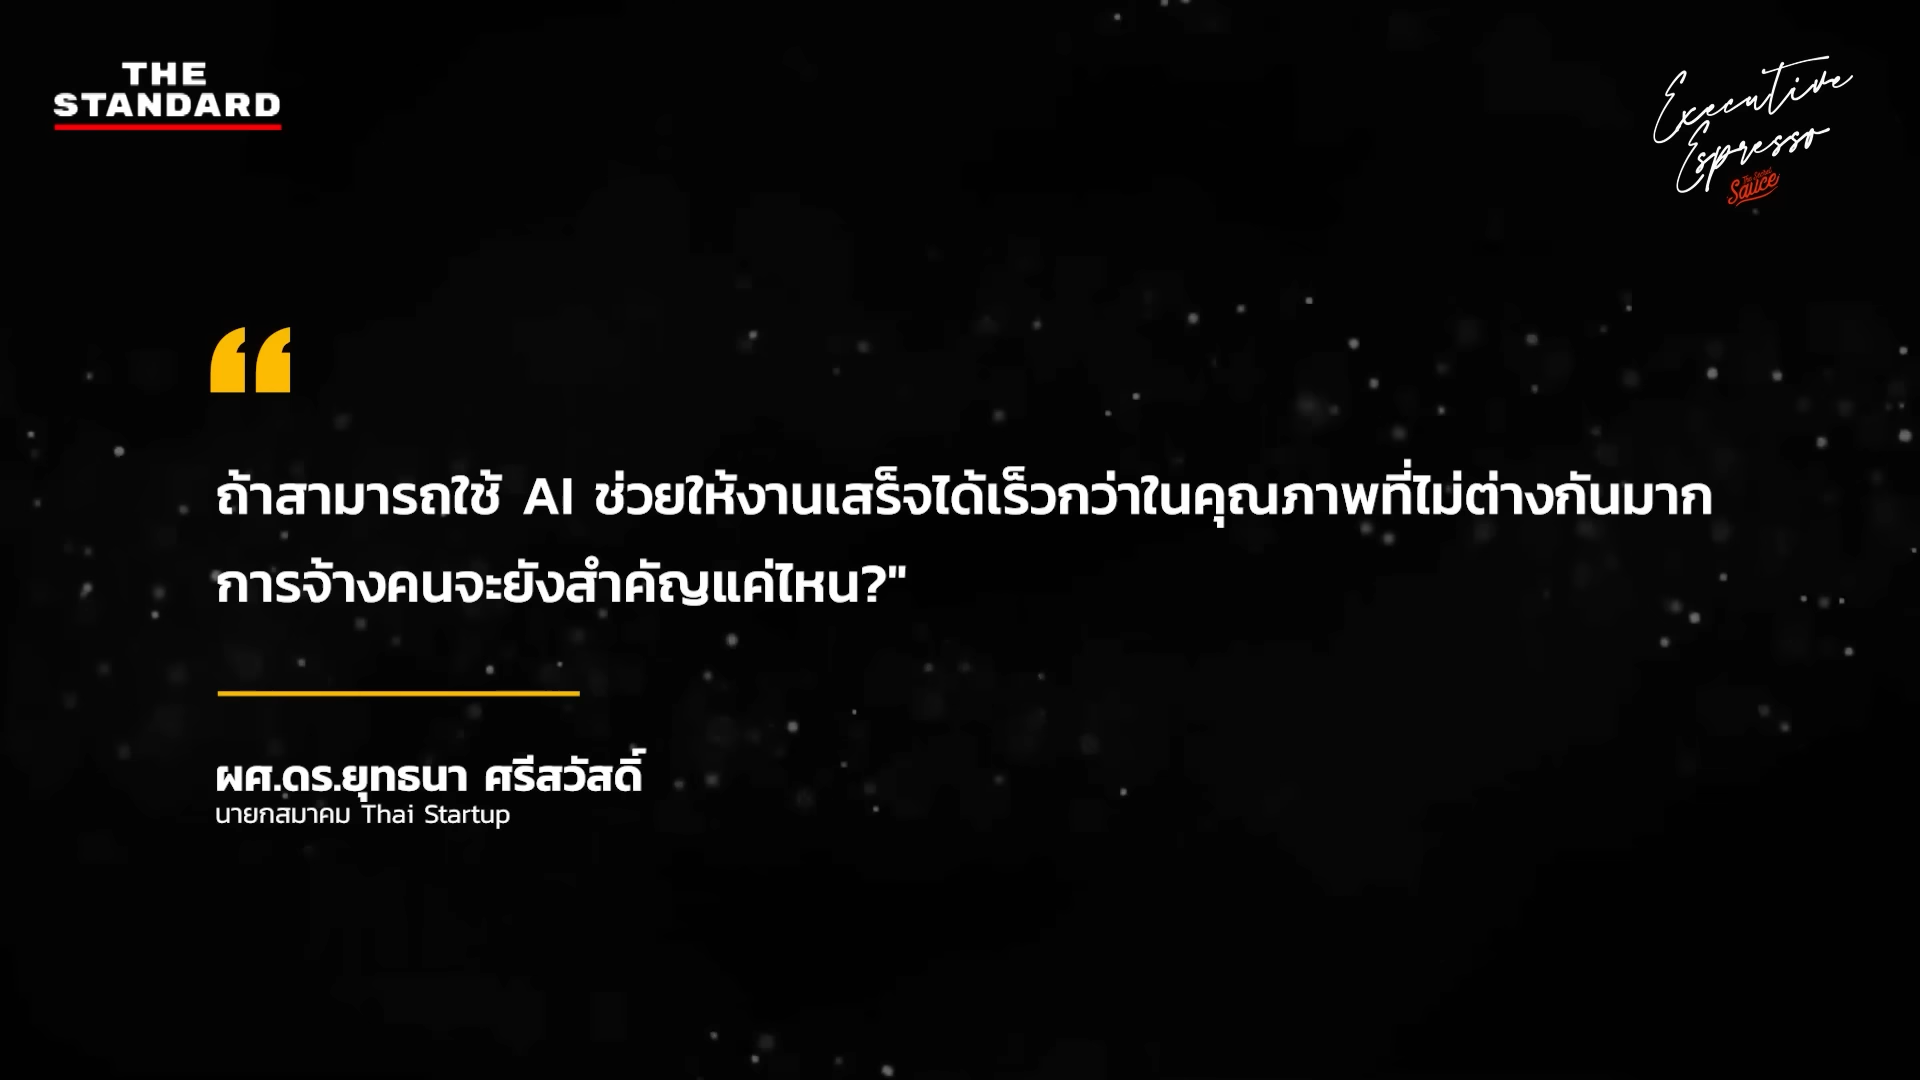 THE
STANDARD
Executive
Espresso
The Secret
Sauce
“
ถ้าสามารถใช้ AI ช่วยให้งานเสร็จได้เร็วกว่าในคุณภาพที่ไม่ต่างกันมาก
การจ้างคนจะยังสำคัญแค่ไหน?"
ผศ.ดร.ยุทธนา ศรีสวัสดิ์
นายกสมาคม Thai Startup